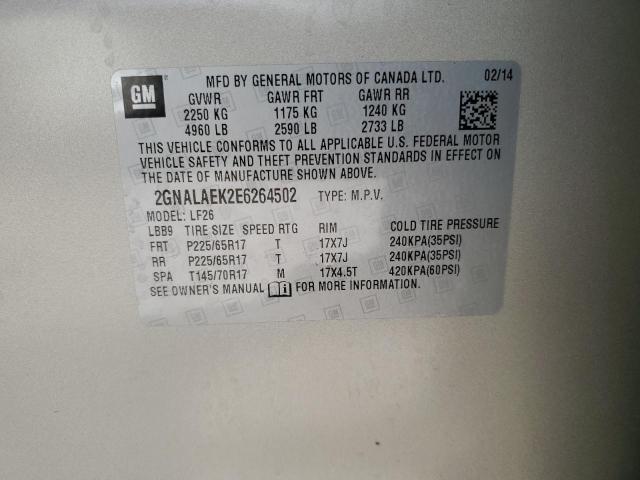 GM
MFD BY GENERAL MOTORS OF CANADA LTD. 02/14
GVWR GAWR FRT GAWR RR
2250 KG 1175 KG 1240 KG
4960 LB 2590 LB 2733 LB
THIS VEHICLE CONFORMS TO ALL APPLICABLE U.S. FEDERAL MOTOR
VEHICLE SAFETY AND THEFT PREVENTION STANDARDS IN EFFECT ON
THE DATE OF MANUFACTURE SHOWN ABOVE.
2GNALAEK2E6264502 TYPE: M.P.V.
MODEL: LF26
LBB9 TIRE SIZE SPEED RTG RIM COLD TIRE PRESSURE
FRT P225/65R17 T 17X7J 240KPA(35PSI)
RR P225/65R17 T 17X7J 240KPA(35PSI)
SPA T145/70R17 M 17X4.5T 420KPA(60PSI)
SEE OWNER'S MANUAL FOR MORE INFORMATION.